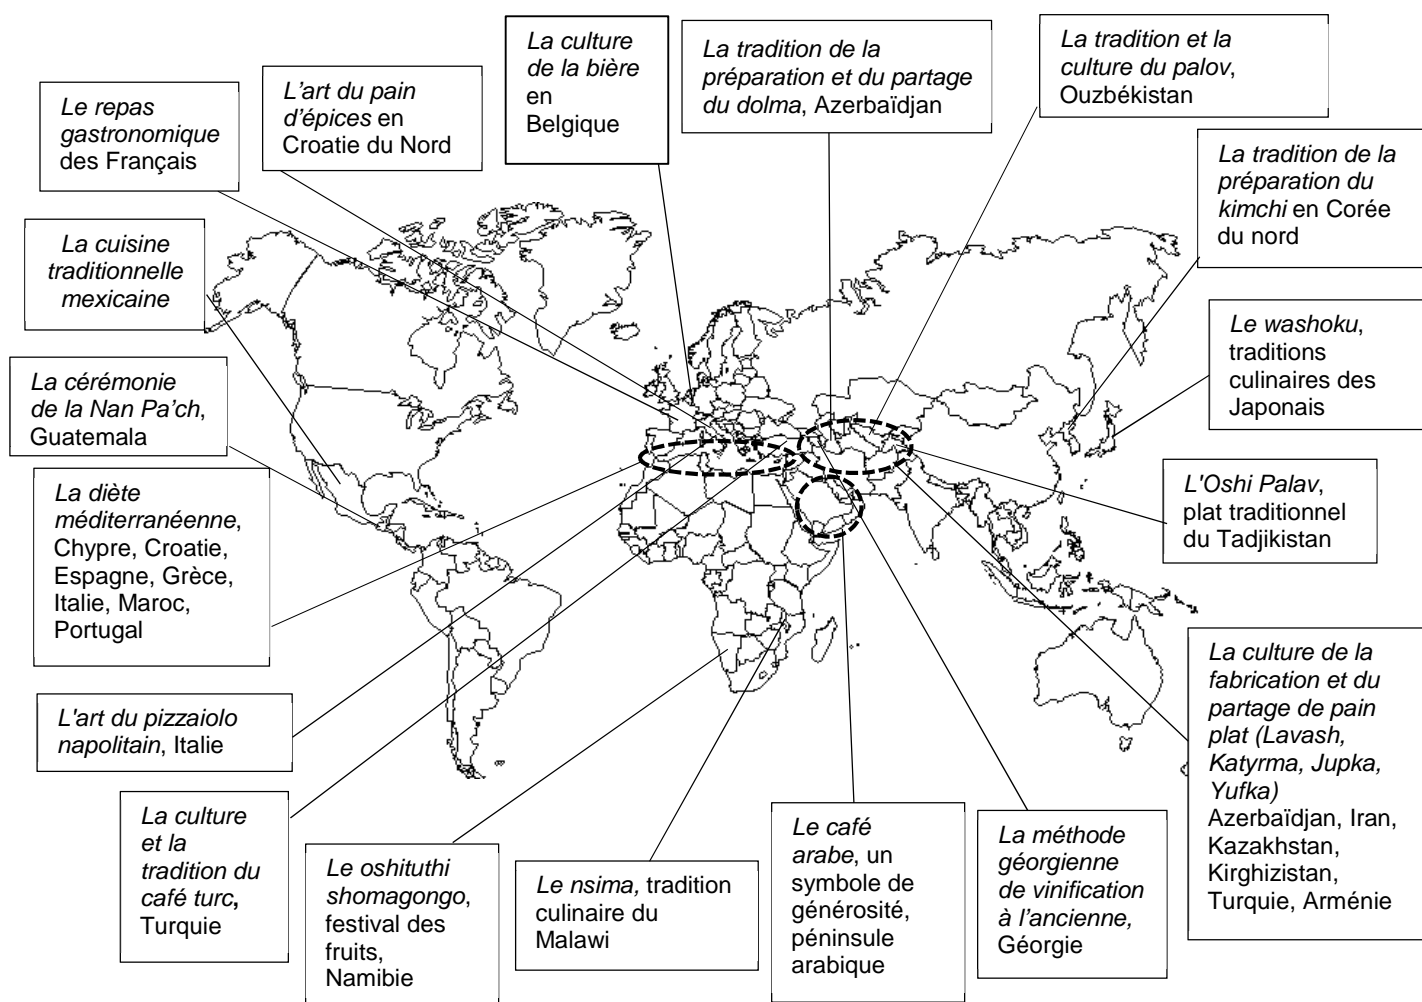 La culture
de la bière
en
Belgique
La tradition de la
préparation et du partage
du dolma, Azerbaïdjan
La tradition et la
culture du palov,
Ouzbékistan
L'art du pain
d'épices en
Croatie du Nord
Le repas
gastronomique
des Français
La tradition de la
préparation du
kimchi en Corée
du nord
La cuisine
traditionnelle
mexicaine
Le washoku,
traditions
culinaires des
Japonais
La cérémonie
de la Nan Pa'ch,
Guatemala
La diète
méditerranéenne,
Chypre, Croatie,
Espagne, Grèce,
Italie, Maroc,
Portugal
L'Oshi Palav,
plat traditionnel
du Tadjikistan
La culture de la
fabrication et du
partage de pain
plat (Lavash,
Katyrma, Jupka,
Yufka)
Azerbaïdjan, Iran,
Kazakhstan,
Kirghizistan,
Turquie, Arménie
L'art du pizzaiolo
napolitain, Italie
La culture
et la
tradition du
café turc,
Turquie
Le oshituthi
shomagongo,
festival des
fruits,
Namibie
Le nsima, tradition
culinaire du
Malawi
Le café
arabe, un
symbole de
générosité,
péninsule
arabique
La méthode
géorgienne
de vinification
à l'ancienne,
Géorgie